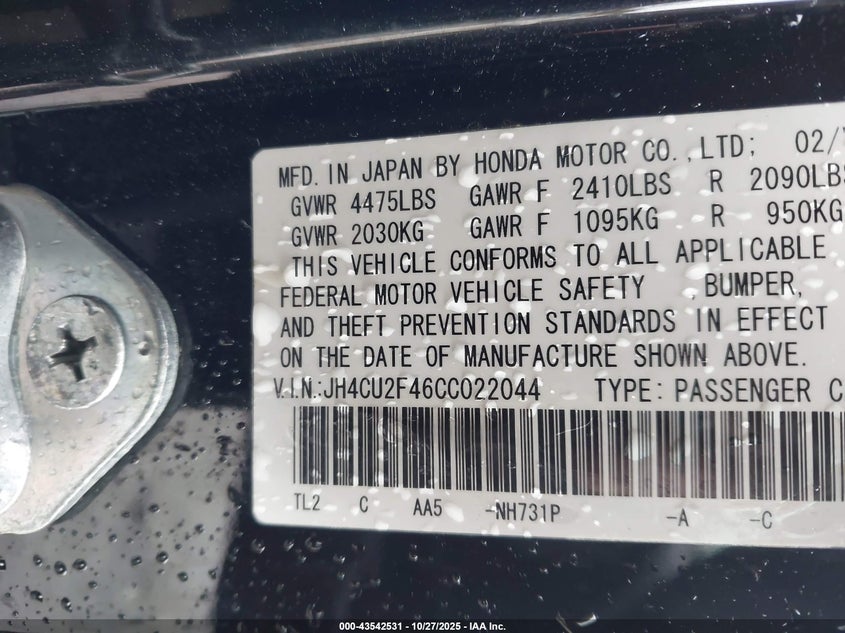 MFD. IN JAPAN BY HONDA MOTOR CO.,LTD; 02/
GVWR 4475LBS GAWR F 2410LBS R 2090LBS
GVWR 2030KG GAWR F 1095KG R 950KG
THIS VEHICLE CONFORMS TO ALL APPLICABLE
FEDERAL MOTOR VEHICLE SAFETY , BUMPER,
AND THEFT PREVENTION STANDARDS IN EFFECT
ON THE DATE OF MANUFACTURE SHOWN ABOVE.
V.I.N.:JH4CU2F46CC022044 TYPE: PASSENGER C
TL2 C AA5 -NH731P -A -C
000-43542531 - 10/27/2025 - IAA Inc.